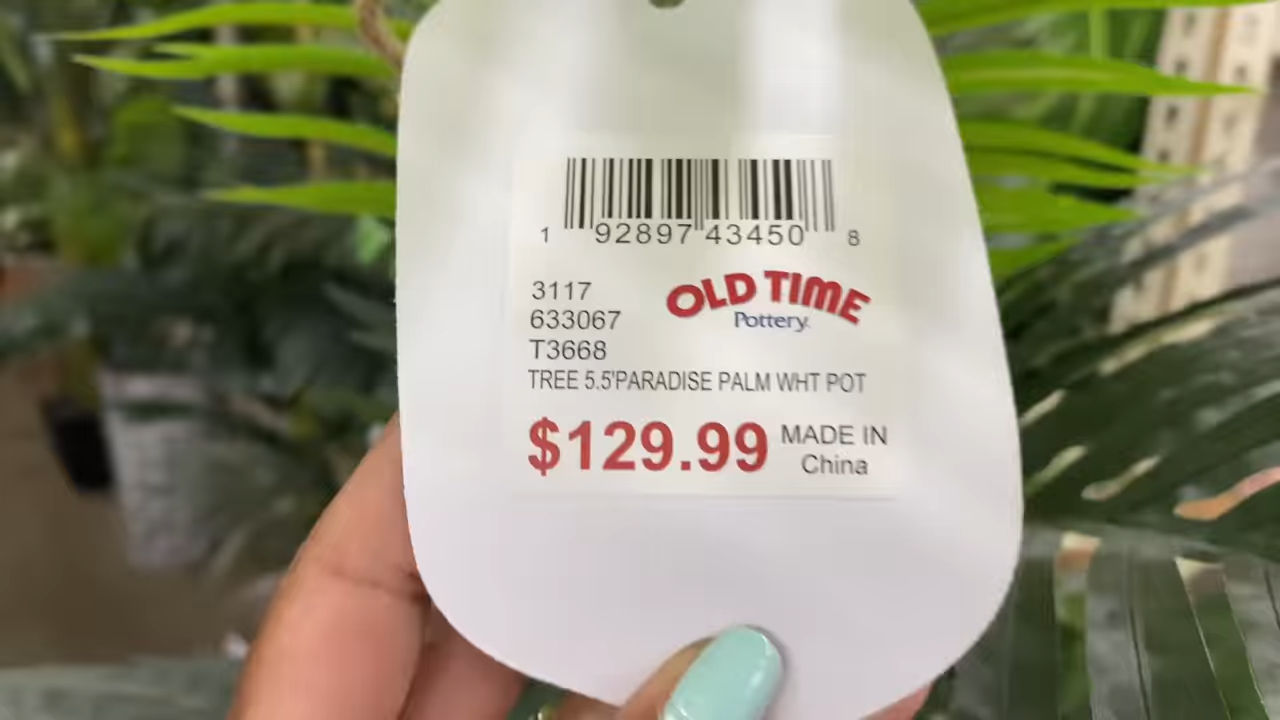 1 92897 43450 8
3117
633067
T3668
OLD TIME
Pottery
TREE 5.5'PARADISE PALM WHT POT
$129.99
MADE IN
China